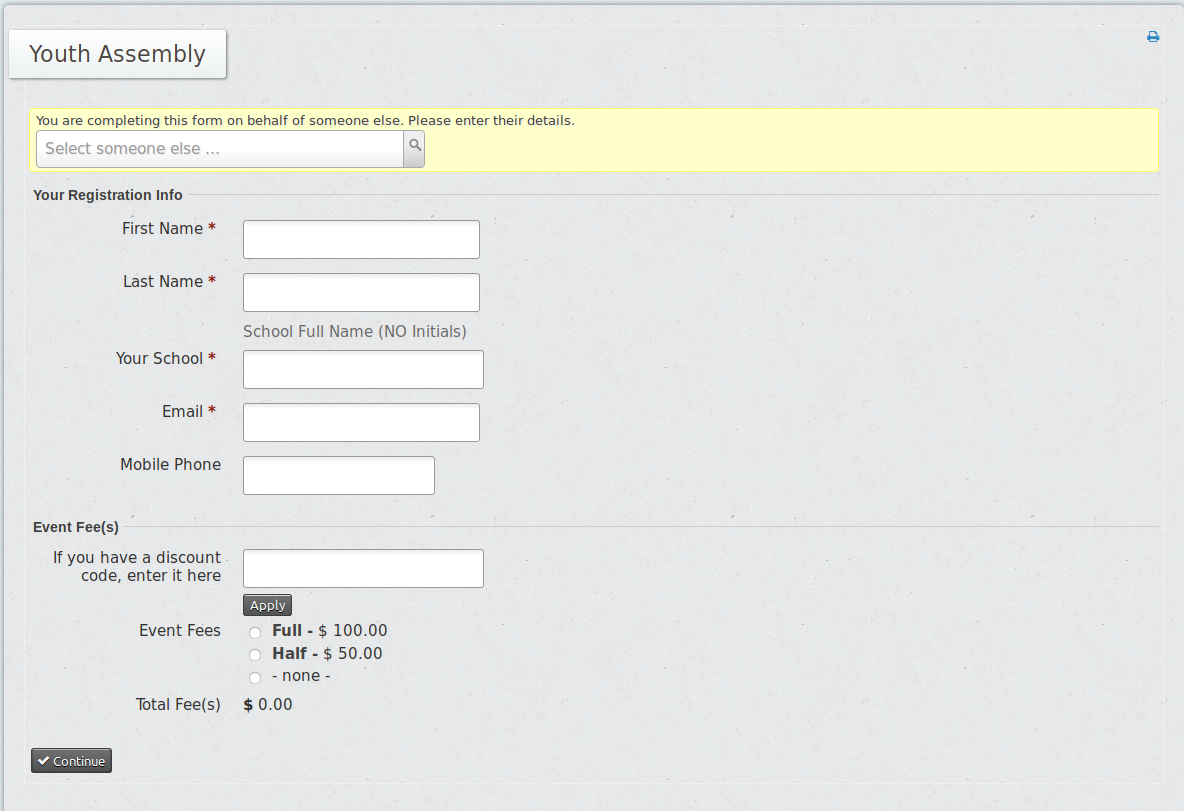 Youth Assembly
You are completing this form on behalf of someone else. Please enter their details.
Select someone else ...
Your Registration Info
First Name *
Last Name *
School Full Name (NO Initials)
Your School *
Email *
Mobile Phone
Event Fee(s)
If you have a discount
code, enter it here
Apply
Event Fees
Full - $ 100.00
Half - $ 50.00
- none -
Total Fee(s) $ 0.00
Continue